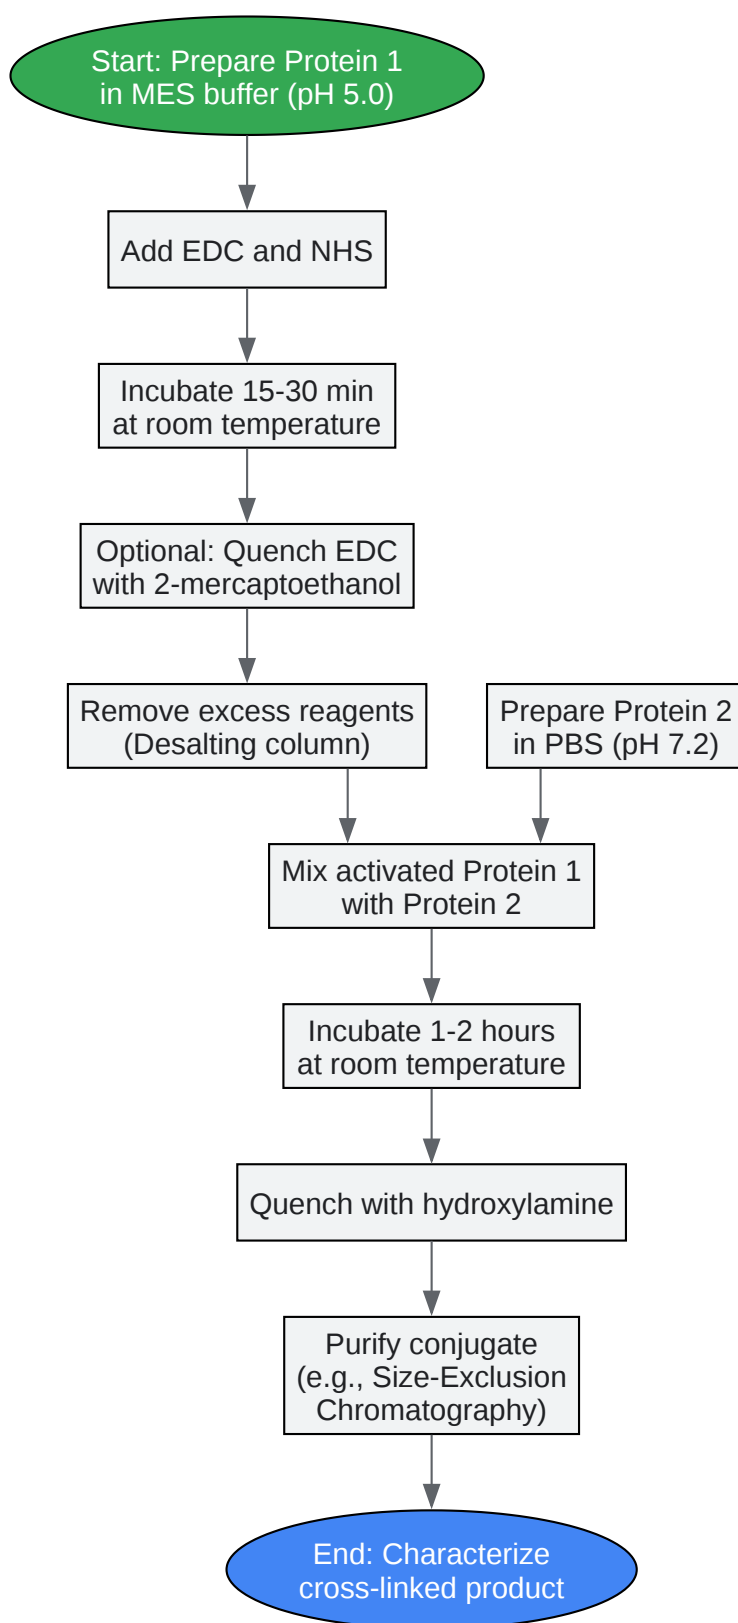 Start: Prepare Protein 1
in MES buffer (pH 5.0)
Add EDC and NHS
Incubate 15-30 min
at room temperature
Optional: Quench EDC
with 2-mercaptoethanol
Remove excess reagents
(Desalting column)
Prepare Protein 2
in PBS (pH 7.2)
Mix activated Protein 1
with Protein 2
Incubate 1-2 hours
at room temperature
Quench with hydroxylamine
Purify conjugate
(e.g., Size-Exclusion
Chromatography)
End: Characterize
cross-linked product